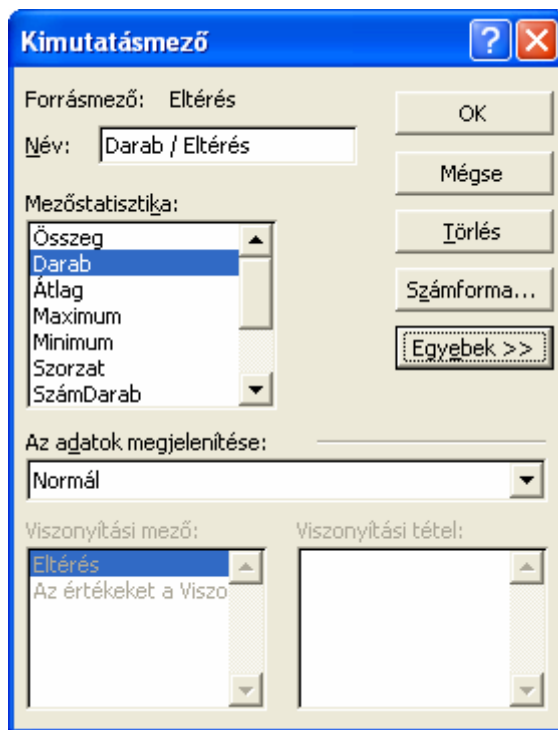 Kimutatásmező
Forrásmező: Eltérés
OK
Név: Darab / Eltérés
Mégse
Mezőstatisztika:
Törlés
Összeg
Darab
Átlag
Maximum
Minimum
Szorzat
SzámDarab
Számforma...
Egyebek >>
Az adatok megjelenítése:
Normál
Viszonyítási mező:
Viszonyítási tétel:
Eltérés
Az értékeket a Viszo